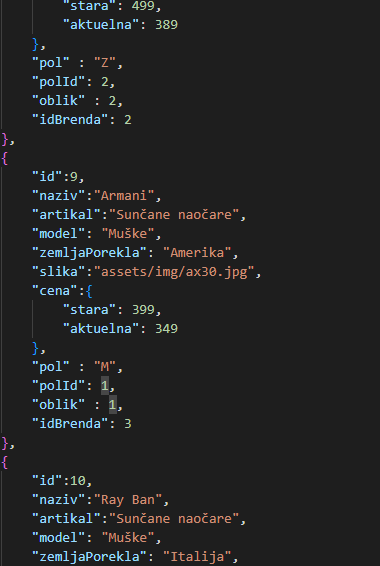 "stara": 499,
"aktuelna": 389
},
"pol" : "Z",
"polId": 2,
"oblik" : 2,
"idBrenda": 2
},
{
"id":9,
"naziv":"Armani",
"artikal":"Sunčane naočare",
"model": "Muške",
"zemljaPorekla": "Amerika",
"slika":"assets/img/ax30.jpg",
"cena":{
"stara": 399,
"aktuelna": 349
},
"pol" : "M",
"polId": 1,
"oblik" : 1,
"idBrenda": 3
},
{
"id":10,
"naziv":"Ray Ban",
"artikal":"Sunčane naočare",
"model": "Muške",
"zemljaPorekla": "Italija",